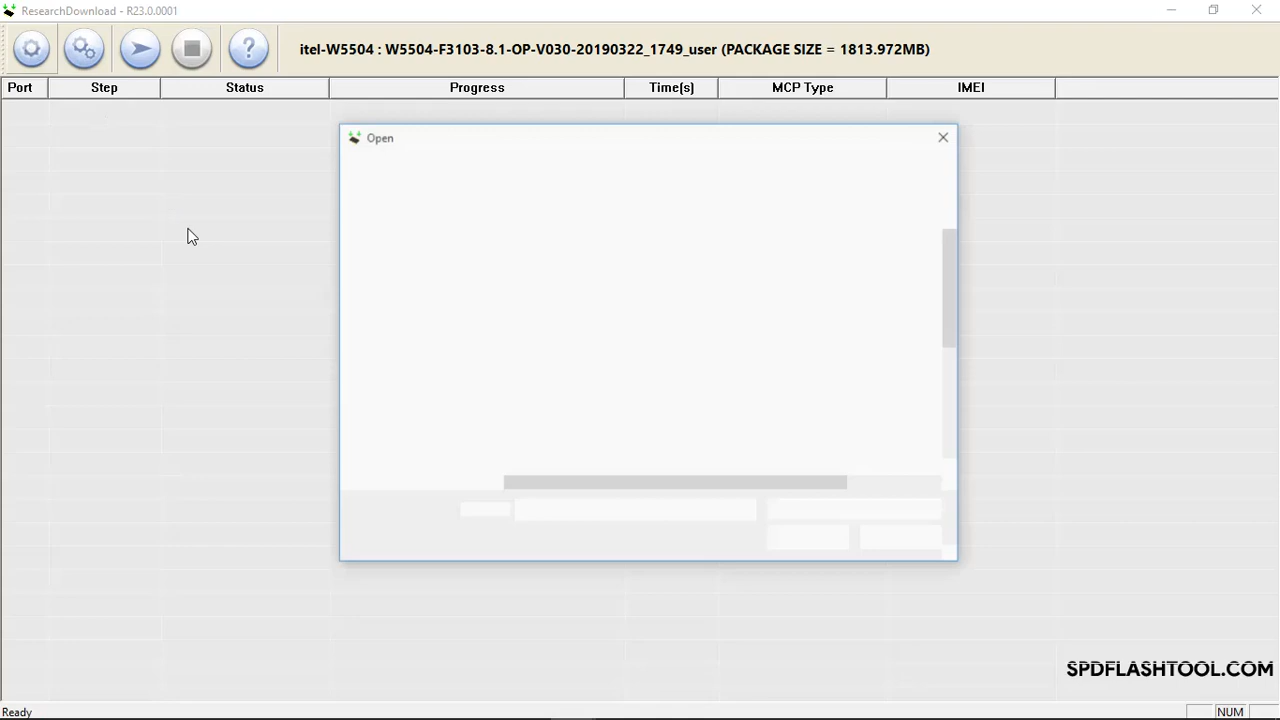 ResearchDownload - R23.0.0001
itel-W5504 : W5504-F3103-8.1-OP-V030-20190322_1749_user (PACKAGE SIZE = 1813.972MB)
Port Step Status Progress Time(s) MCP Type IMEI
Open
SPDFLASHTOOL.COM
Ready NUM